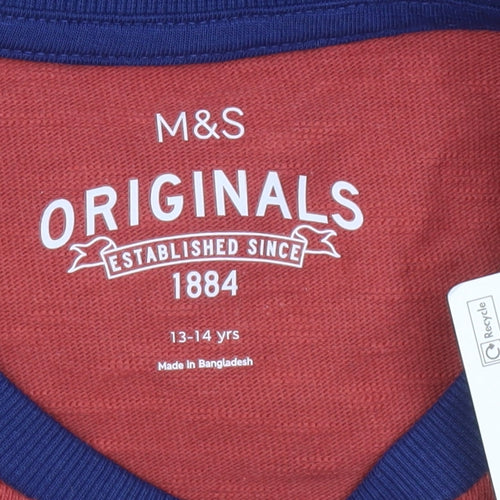 M&S
ORIGINALS
ESTABLISHED SINCE
1884
13-14 yrs
Made in Bangladesh
Recycle